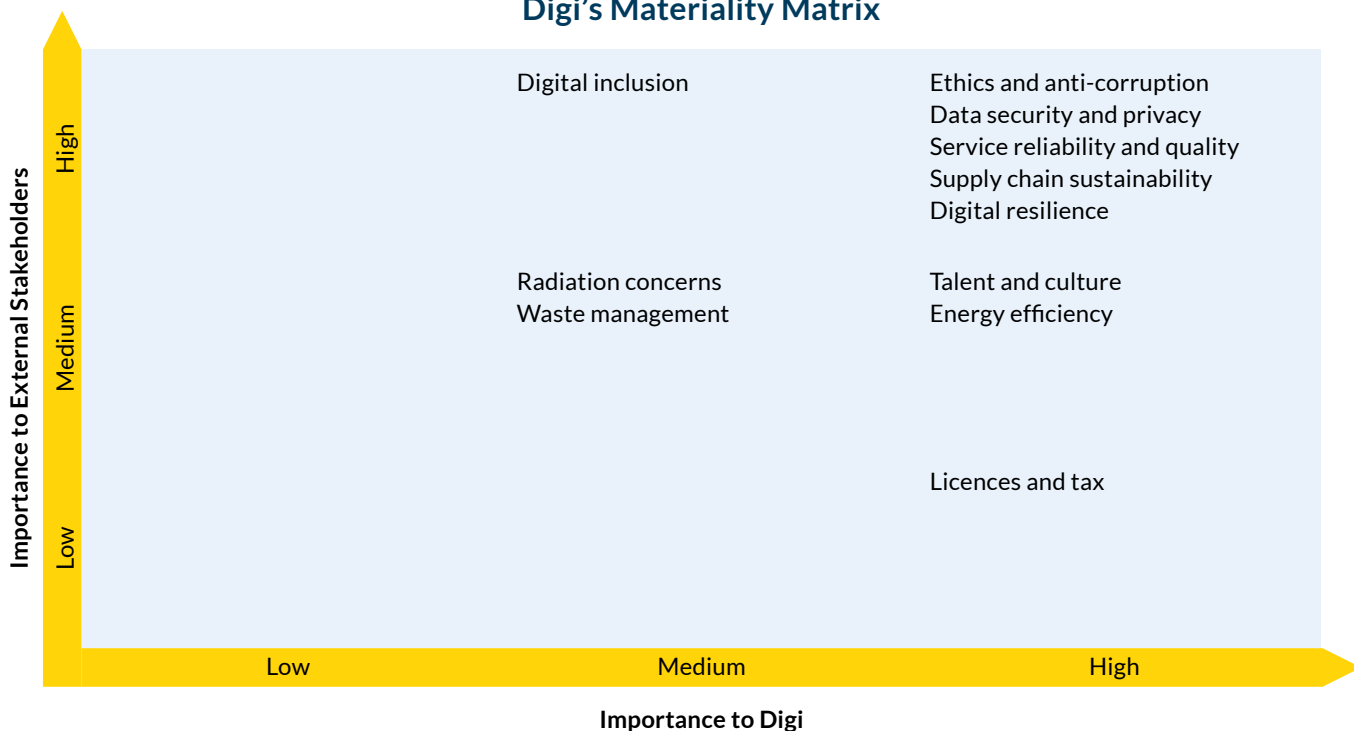 Digi's Materiality Matrix
Importance to External Stakeholders
High
Medium
Low
Digital inclusion
Ethics and anti-corruption
Data security and privacy
Service reliability and quality
Supply chain sustainability
Digital resilience
Radiation concerns
Waste management
Talent and culture
Energy efficiency
Licences and tax
Low
Medium
High
Importance to Digi